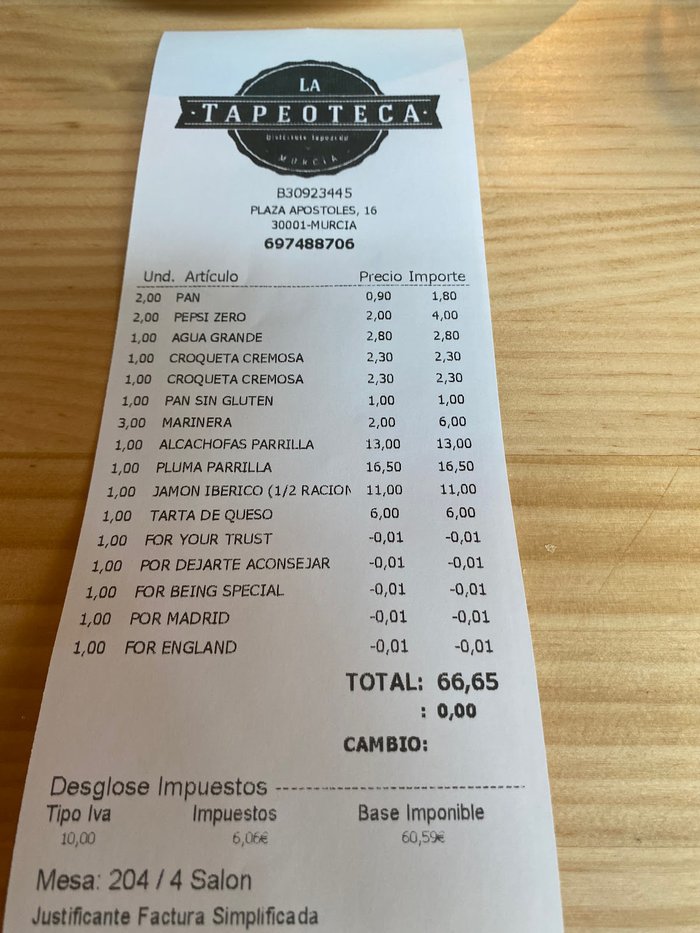 LA
·TAPEOTECA·
MURCIA
B30923445
PLAZA APOSTOLES, 16
30001-MURCIA
697488706
Und. Artículo Precio Importe
2,00 PAN 0,90 1,80
2,00 PEPSI ZERO 2,00 4,00
1,00 AGUA GRANDE 2,80 2,80
1,00 CROQUETA CREMOSA 2,30 2,30
1,00 CROQUETA CREMOSA 2,30 2,30
1,00 PAN SIN GLUTEN 1,00 1,00
3,00 MARINERA 2,00 6,00
1,00 ALCACHOFAS PARRILLA 13,00 13,00
1,00 PLUMA PARRILLA 16,50 16,50
1,00 JAMON IBERICO (1/2 RACION 11,00 11,00
1,00 TARTA DE QUESO 6,00 6,00
1,00 FOR YOUR TRUST -0,01 -0,01
1,00 POR DEJARTE ACONSEJAR -0,01 -0,01
1,00 FOR BEING SPECIAL -0,01 -0,01
1,00 POR MADRID -0,01 -0,01
1,00 FOR ENGLAND -0,01 -0,01
TOTAL: 66,65
: 0,00
CAMBIO:
Desglose Impuestos
Tipo Iva Impuestos Base Imponible
10,00 6,06€ 60,59€
Mesa: 204 / 4 Salon
Justificante Factura Simplificada